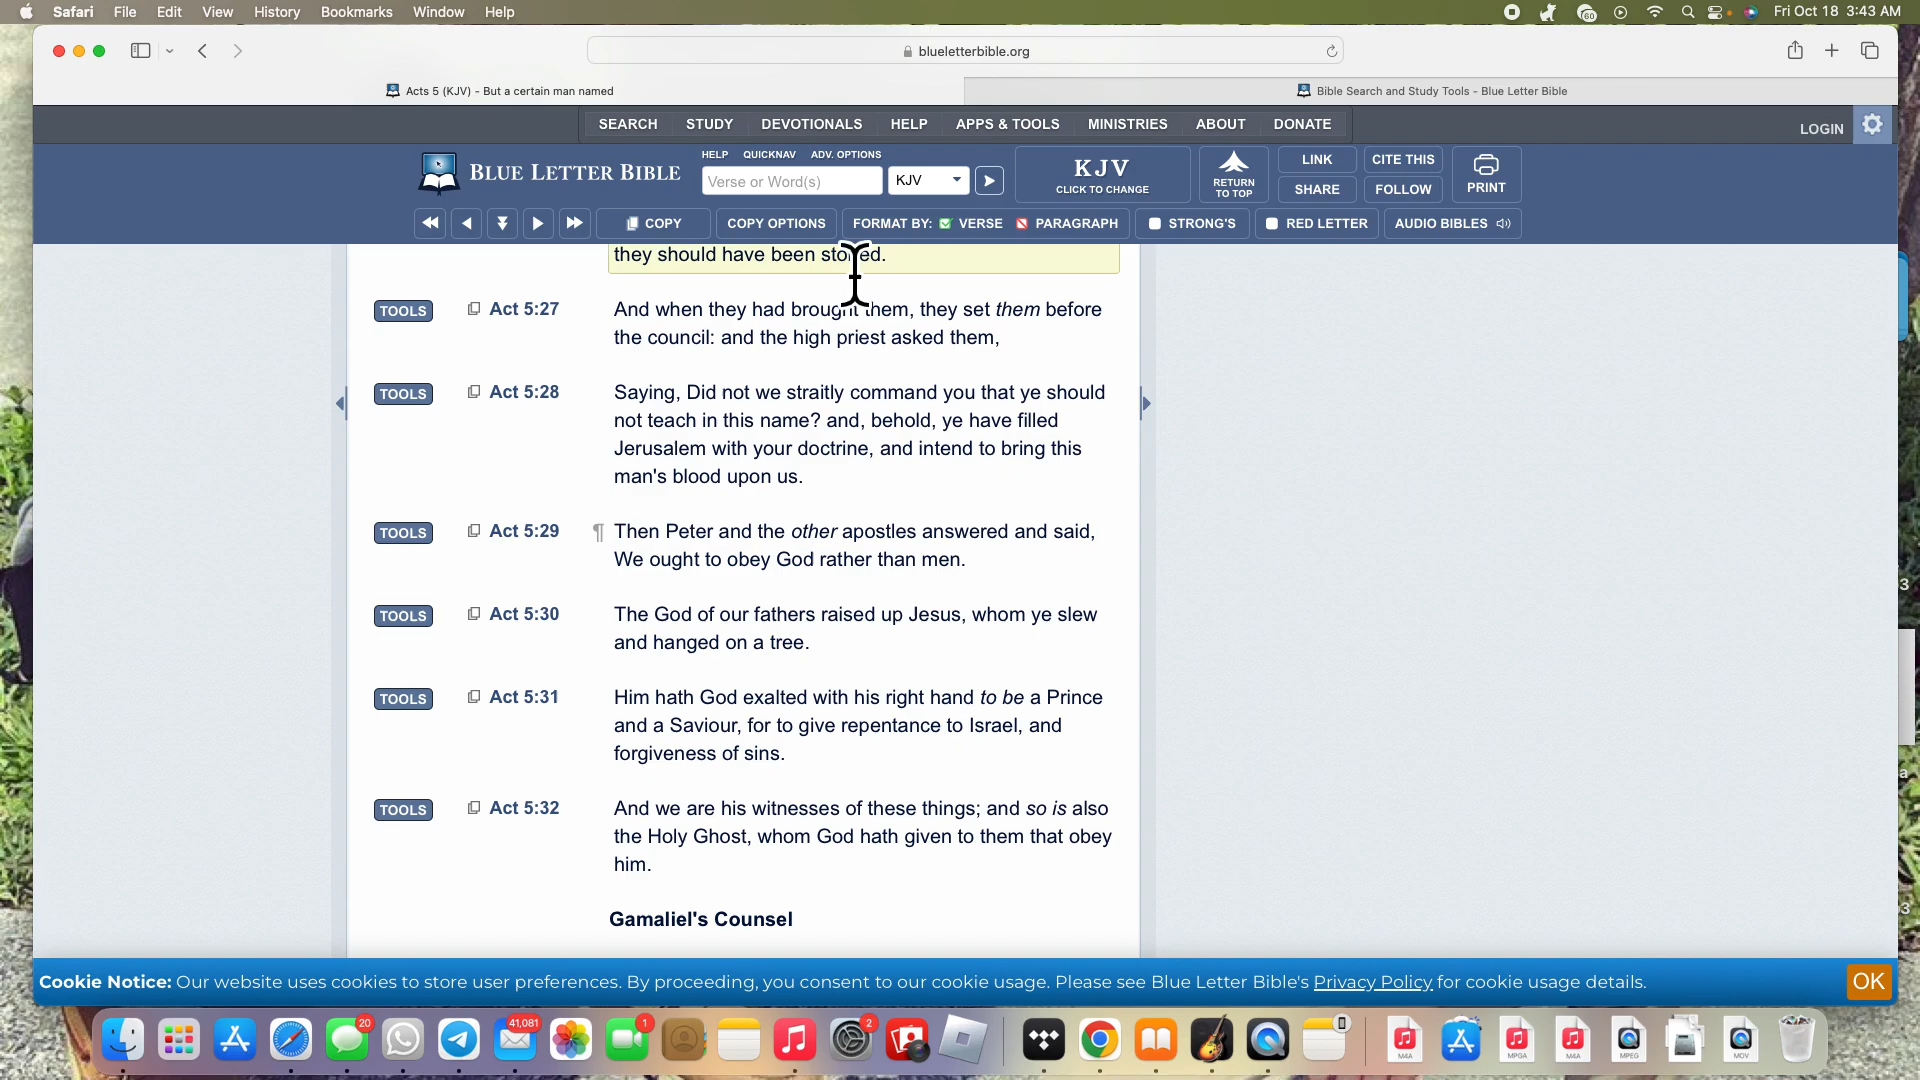 Safari File Edit View History Bookmarks Window Help
60
Fri Oct 18 3:43 AM
blueletterbible.org
Acts 5 (KJV) - But a certain man named
Bible Search and Study Tools - Blue Letter Bible
SEARCH STUDY DEVOTIONALS HELP APPS & TOOLS MINISTRIES ABOUT DONATE
LOGIN
BLUE LETTER BIBLE
HELP QUICKNAV ADV. OPTIONS
Verse or Word(s)
KJV
KJV
CLICK TO CHANGE
RETURN
TO TOP
LINK
CITE THIS
SHARE
FOLLOW
PRINT
COPY
COPY OPTIONS
FORMAT BY: VERSE PARAGRAPH
STRONG'S
RED LETTER
AUDIO BIBLES
they should have been stoned.
TOOLS Act 5:27 And when they had brought them, they set them before
the council: and the high priest asked them,
TOOLS Act 5:28 Saying, Did not we straitly command you that ye should
not teach in this name? and, behold, ye have filled
Jerusalem with your doctrine, and intend to bring this
man's blood upon us.
TOOLS Act 5:29 ¶ Then Peter and the other apostles answered and said,
We ought to obey God rather than men.
TOOLS Act 5:30 The God of our fathers raised up Jesus, whom ye slew
and hanged on a tree.
TOOLS Act 5:31 Him hath God exalted with his right hand to be a Prince
and a Saviour, for to give repentance to Israel, and
forgiveness of sins.
TOOLS Act 5:32 And we are his witnesses of these things; and so is also
the Holy Ghost, whom God hath given to them that obey
him.
Gamaliel's Counsel
Cookie Notice: Our website uses cookies to store user preferences. By proceeding, you consent to our cookie usage. Please see Blue Letter Bible's Privacy Policy for cookie usage details.
OK
20
41,081
1
2
M4A
MPGA
M4A
MPEG
MOV